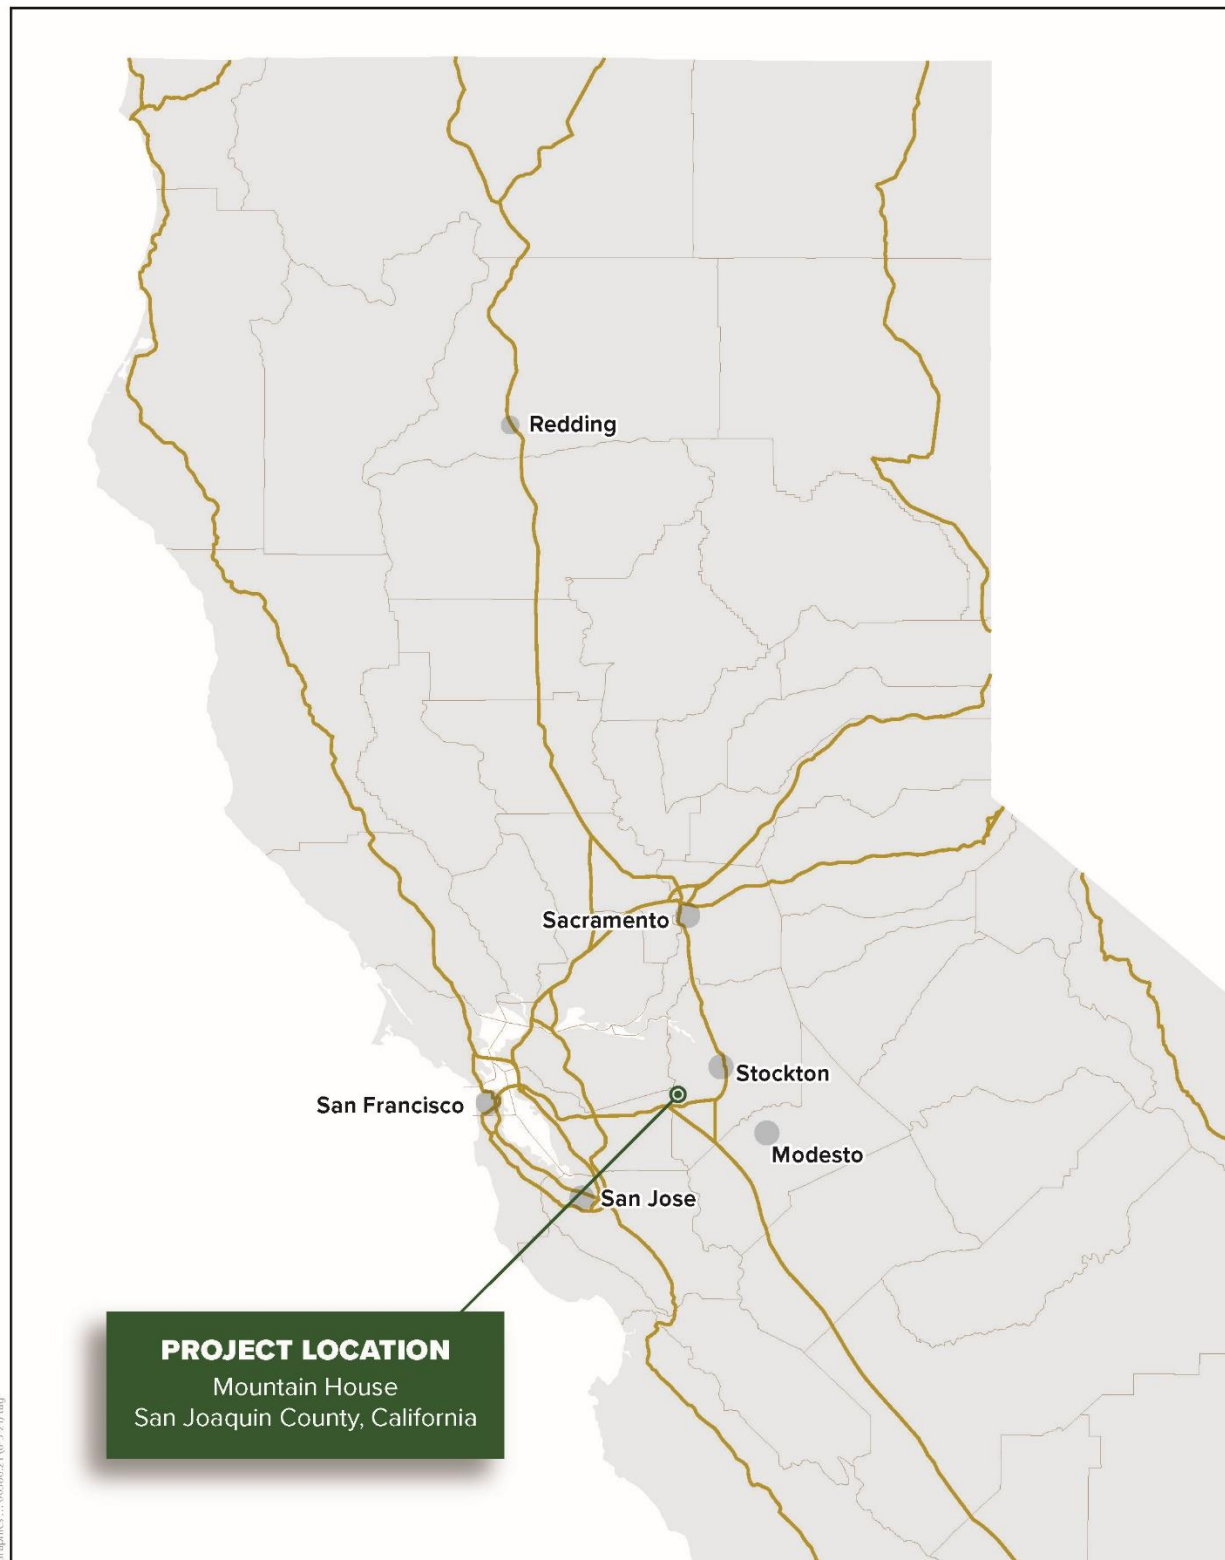 Redding
Sacramento
Stockton
San Francisco
Modesto
San Jose
PROJECT LOCATION
Mountain House
San Joaquin County, California